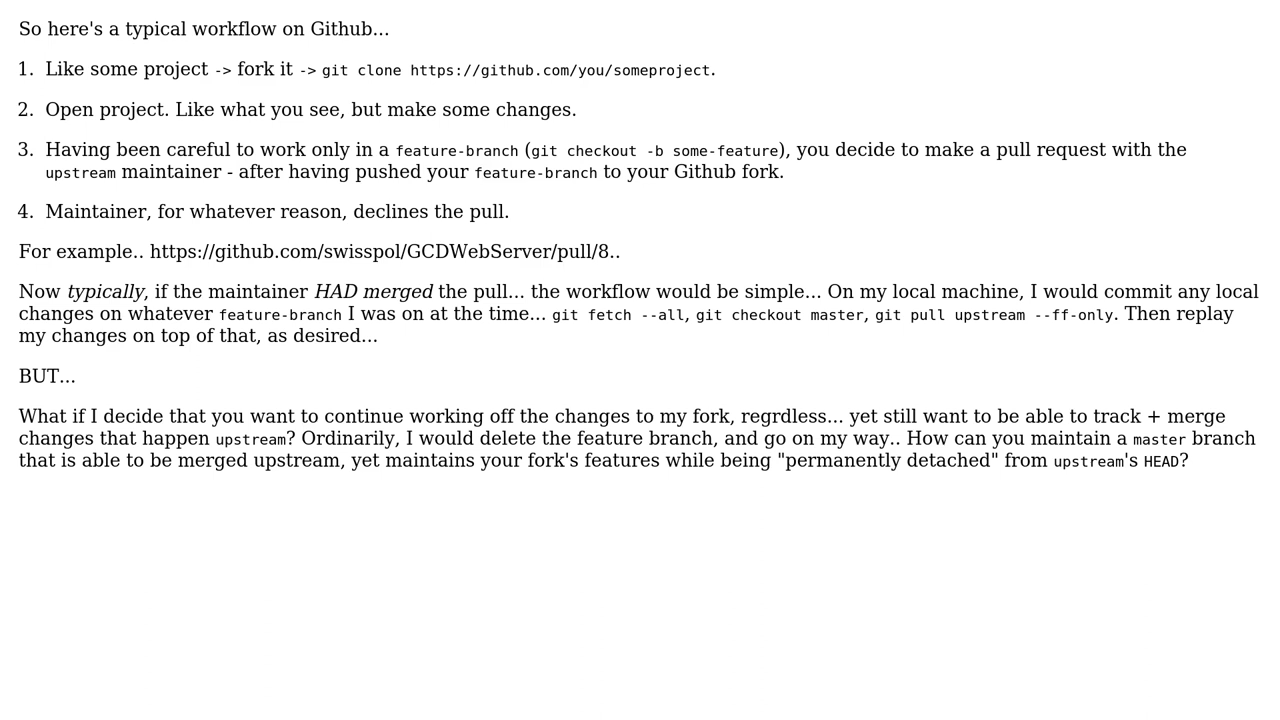 So here's a typical workflow on Github...
1. Like some project -> fork it -> git clone https://github.com/you/someproject.
2. Open project. Like what you see, but make some changes.
3. Having been careful to work only in a feature-branch (git checkout -b some-feature), you decide to make a pull request with the
upstream maintainer - after having pushed your feature-branch to your Github fork.
4. Maintainer, for whatever reason, declines the pull.
For example.. https://github.com/swisspol/GCDWebServer/pull/8..
Now typically, if the maintainer HAD merged the pull... the workflow would be simple... On my local machine, I would commit any local
changes on whatever feature-branch I was on at the time... git fetch --all, git checkout master, git pull upstream --ff-only. Then replay
my changes on top of that, as desired...
BUT...
What if I decide that you want to continue working off the changes to my fork, regrdless... yet still want to be able to track + merge
changes that happen upstream? Ordinarily, I would delete the feature branch, and go on my way.. How can you maintain a master branch
that is able to be merged upstream, yet maintains your fork's features while being "permanently detached" from upstream's HEAD?